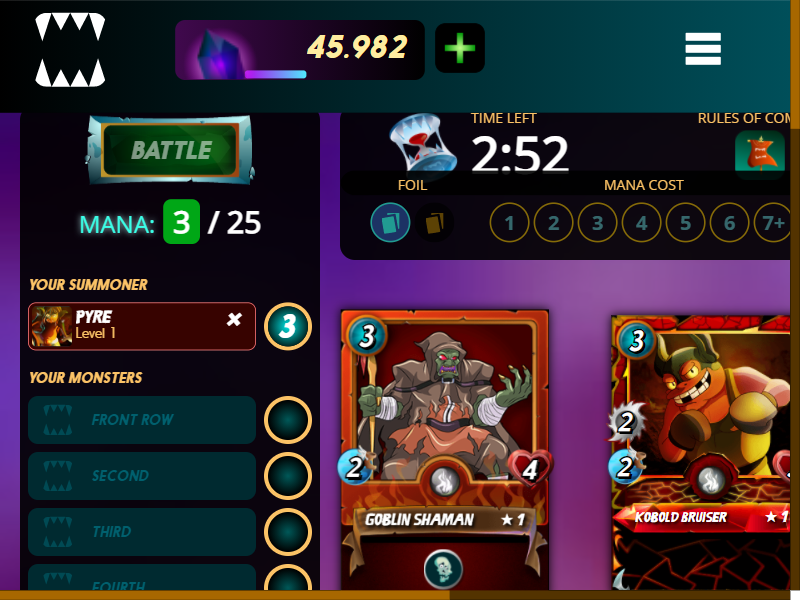 45.982
TIME LEFT
RULES OF COM
2:52
BATTLE
FOIL
MANA COST
MANA: 3 / 25
1 2 3 4 5 6 7+
YOUR SUMMONER
PYRE
Level 1
3
YOUR MONSTERS
FRONT ROW
SECOND
THIRD
FOURTH
3
2
4
GOBLIN SHAMAN ★ 1
3
2
2
KOBOLD BRUISER ★ 1